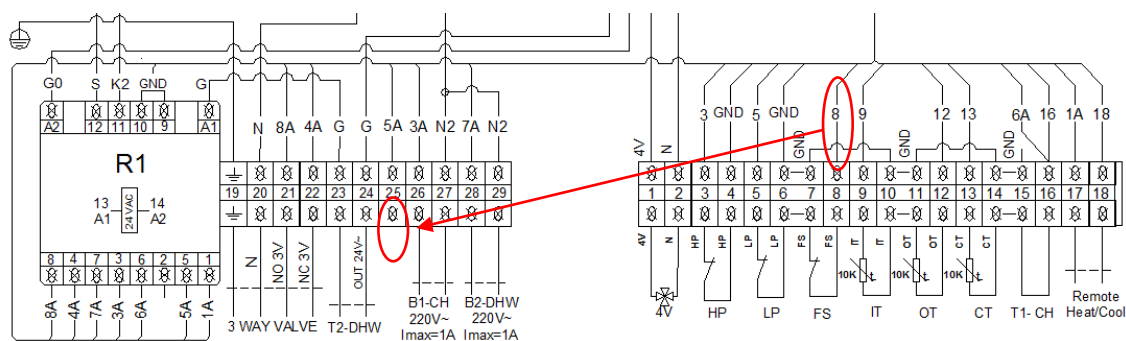 G0 S K2 GND G
A2 12 11 10 9 A1
R1
13 14
A1 24 VAC A2
8 4 7 3 6 2 5 1
8A 4A 7A 3A 6A 5A 1A
N 8A 4A G G 5A 3A N2 7A N2
19 20 21 22 23 24 25 26 27 28 29
N NO 3V NC 3V OUT 24V~
3 WAY VALVE T2-DHW
B1-CH B2-DHW
220V~ 220V~
Imax=1A Imax=1A
4V N 3 GND 5 GND 8 9 12 13 6A 16 1A 18
GND GND GND
1 2 3 4 5 6 7 8 9 10 11 12 13 14 15 16 17 18
4V N HP HP LP LP FS FS IT IT OT OT CT CT
10K t. 10K t. 10K t.
4V HP LP FS IT OT CT T1- CH
Remote
Heat/Cool